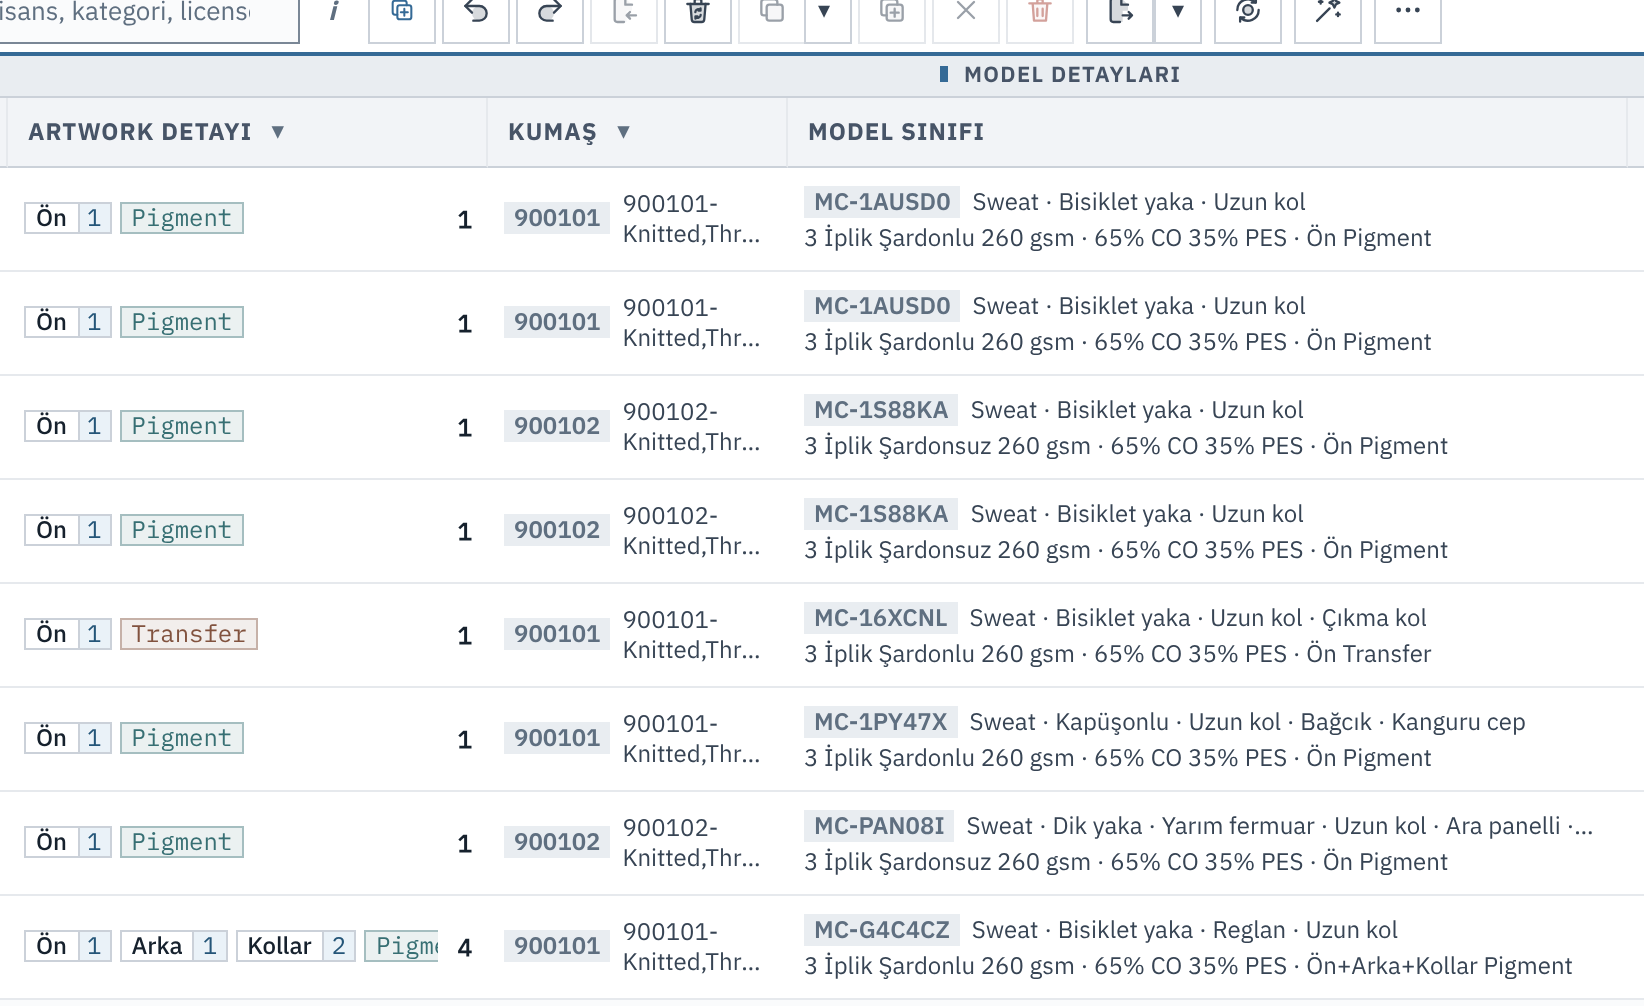 isans, kategori, licens
i
MODEL DETAYLARI
ARTWORK DETAYI ▼ KUMAŞ ▼ MODEL SINIFI
Ön 1 Pigment 1 900101 900101-
Knitted,Thr...
MC-1AUSD0 Sweat · Bisiklet yaka · Uzun kol
3 İplik Şardonlu 260 gsm · 65% CO 35% PES · Ön Pigment
Ön 1 Pigment 1 900101 900101-
Knitted,Thr...
MC-1AUSD0 Sweat · Bisiklet yaka · Uzun kol
3 İplik Şardonlu 260 gsm · 65% CO 35% PES · Ön Pigment
Ön 1 Pigment 1 900102 900102-
Knitted,Thr...
MC-1S88KA Sweat · Bisiklet yaka · Uzun kol
3 İplik Şardonsuz 260 gsm · 65% CO 35% PES · Ön Pigment
Ön 1 Pigment 1 900102 900102-
Knitted,Thr...
MC-1S88KA Sweat · Bisiklet yaka · Uzun kol
3 İplik Şardonsuz 260 gsm · 65% CO 35% PES · Ön Pigment
Ön 1 Transfer 1 900101 900101-
Knitted,Thr...
MC-16XCNL Sweat · Bisiklet yaka · Uzun kol · Çıkma kol
3 İplik Şardonlu 260 gsm · 65% CO 35% PES · Ön Transfer
Ön 1 Pigment 1 900101 900101-
Knitted,Thr...
MC-1PY47X Sweat · Kapüşonlu · Uzun kol · Bağcık · Kanguru cep
3 İplik Şardonlu 260 gsm · 65% CO 35% PES · Ön Pigment
Ön 1 Pigment 1 900102 900102-
Knitted,Thr...
MC-PAN08I Sweat · Dik yaka · Yarım fermuar · Uzun kol · Ara panelli ·...
3 İplik Şardonsuz 260 gsm · 65% CO 35% PES · Ön Pigment
Ön 1 Arka 1 Kollar 2 Pigm 4 900101 900101-
Knitted,Thr...
MC-G4C4CZ Sweat · Bisiklet yaka · Reglan · Uzun kol
3 İplik Şardonlu 260 gsm · 65% CO 35% PES · Ön+Arka+Kollar Pigment